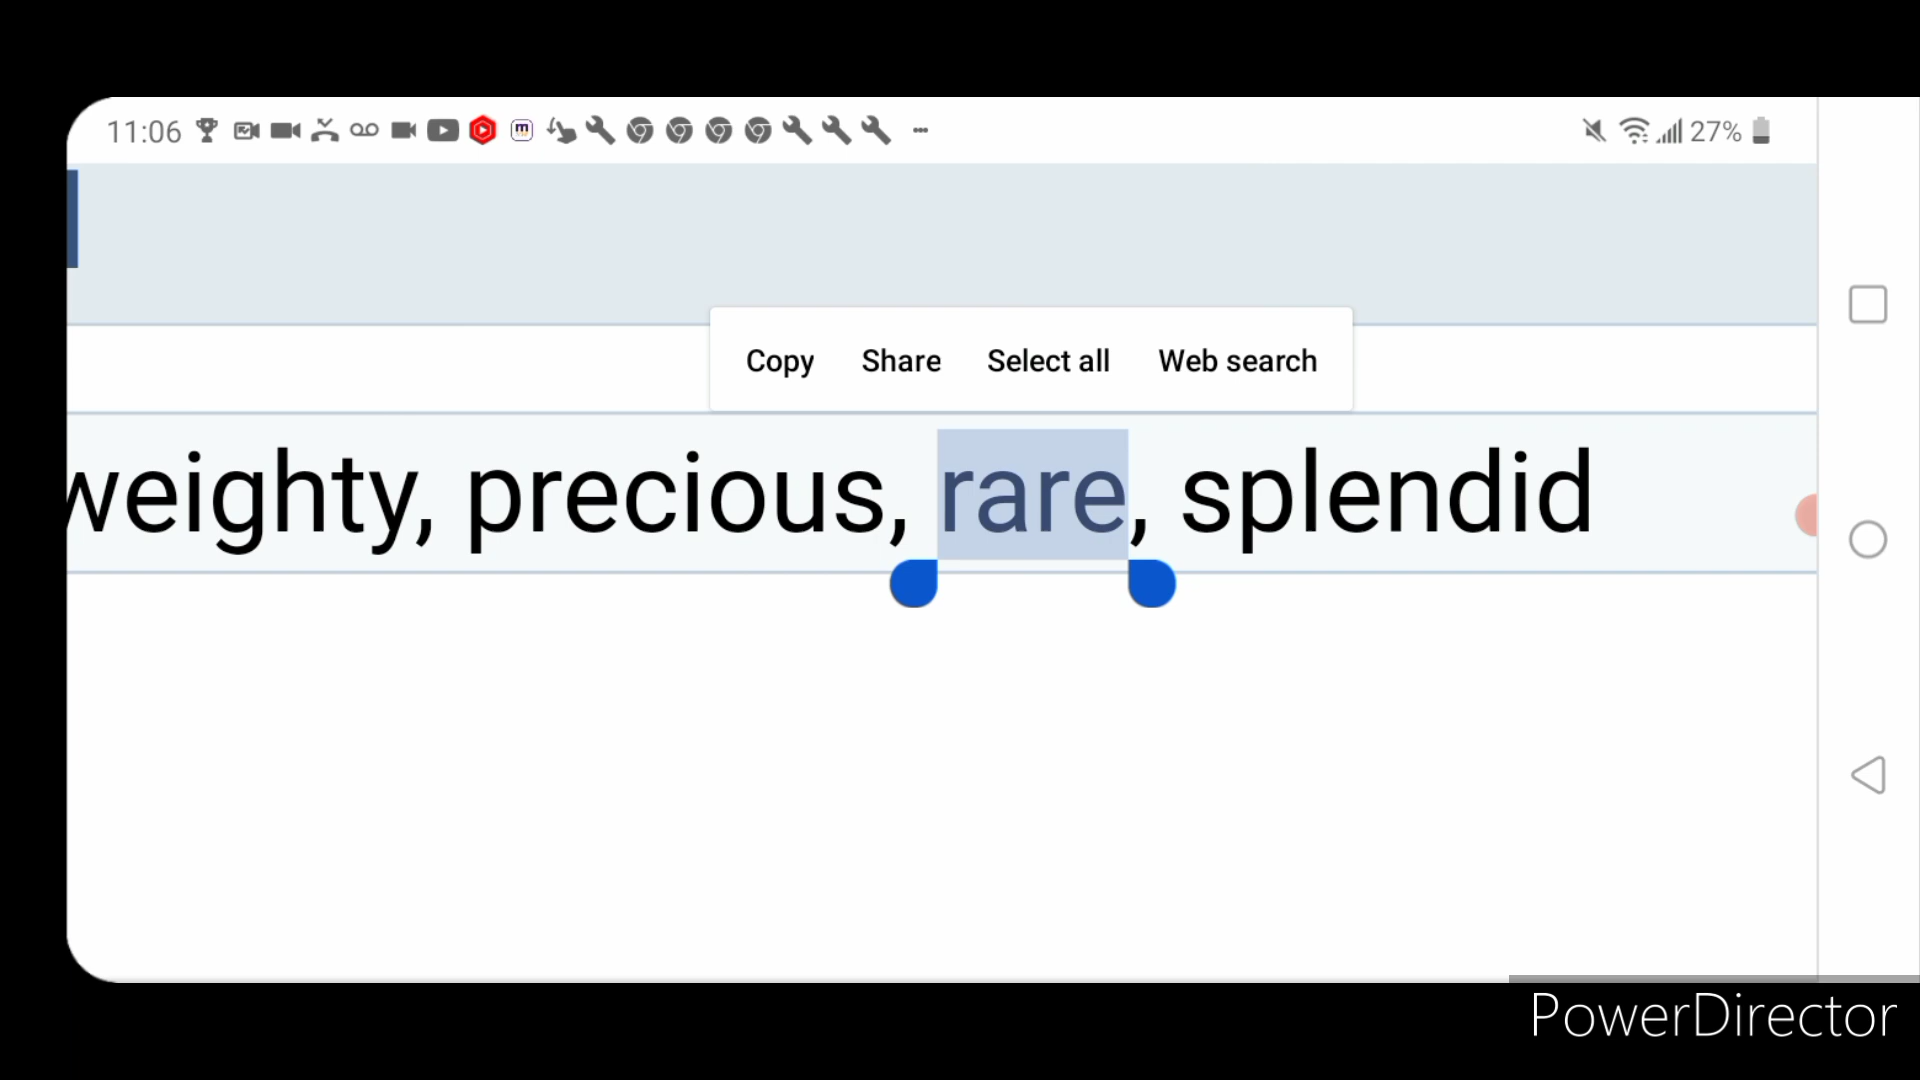 11:06 27%
Copy Share Select all Web search
weighty, precious, rare, splendid
PowerDirector